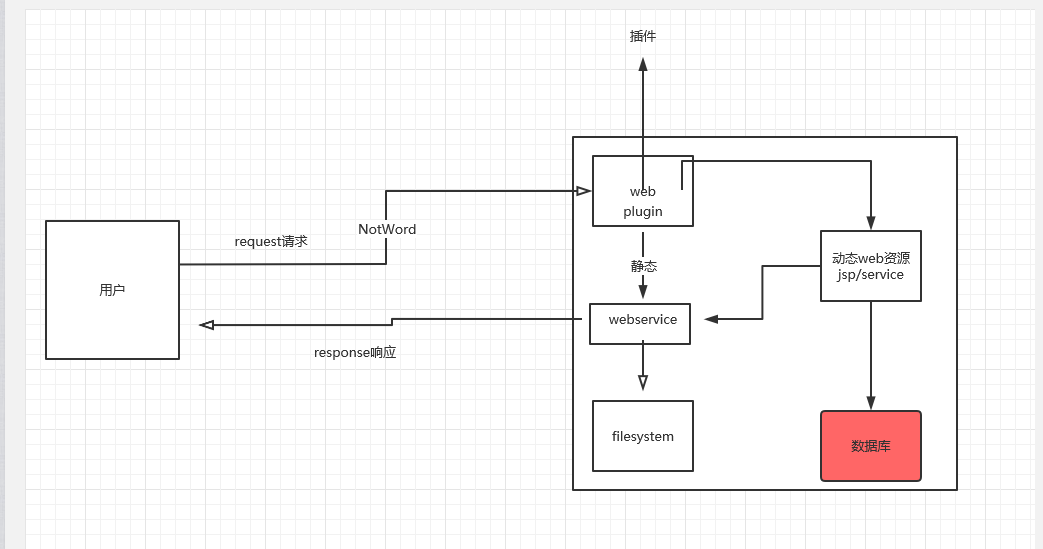 插件
web
plugin
NotWord
request请求
动态web资源
jsp/service
静态
用户
webservice
response响应
filesystem
数据库